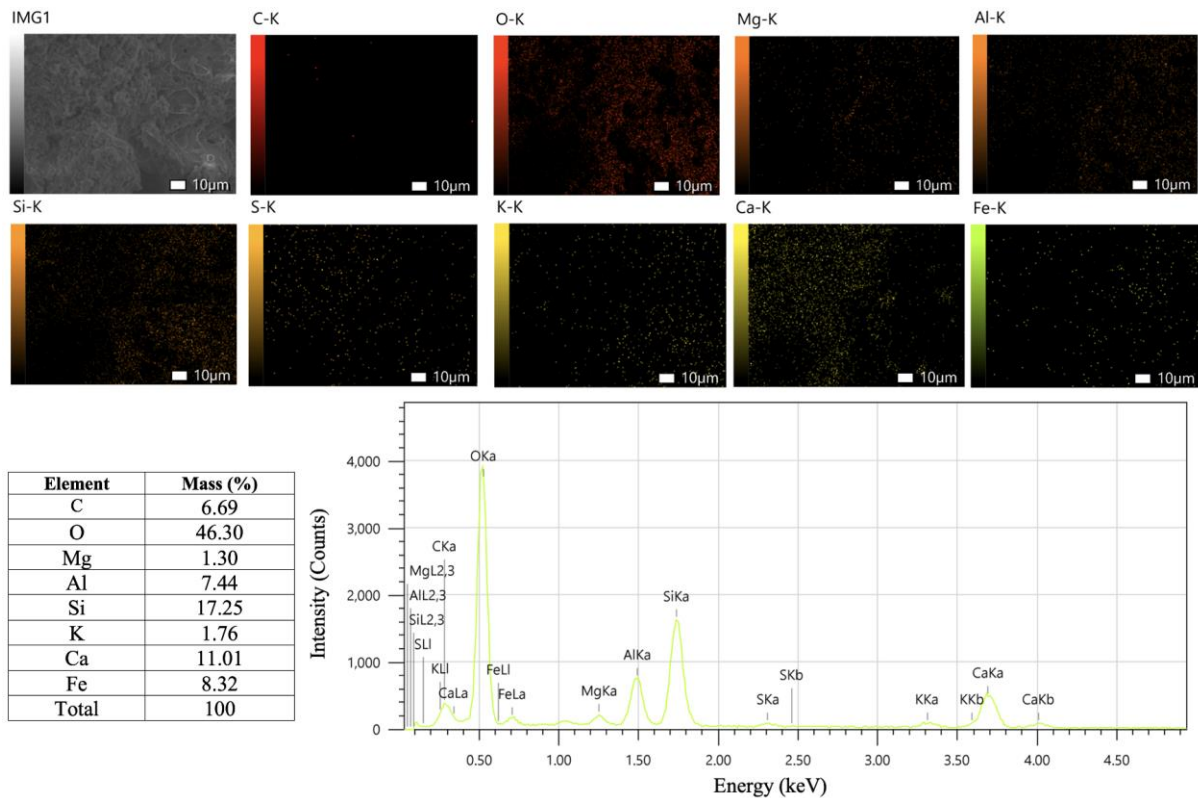 IMG1
C-K
O-K
Mg-K
Al-K
10μm
10μm
10μm
10μm
10μm
Si-K
S-K
K-K
Ca-K
Fe-K
10μm
10μm
10μm
10μm
10μm
Element Mass (%)
C 6.69
O 46.30
Mg 1.30
Al 7.44
Si 17.25
K 1.76
Ca 11.01
Fe 8.32
Total 100
Intensity (Counts)
4,000
3,000
2,000
1,000
0
OKa
CKa
MgL2,3
AlL2,3
SiL2,3
SLl
KLl
CaLa
FeLl
FeLa
MgKa
AlKa
SiKa
SKa
SKb
KKa
KKb
CaKa
CaKb
0.50 1.00 1.50 2.00 2.50 3.00 3.50 4.00 4.50
Energy (keV)